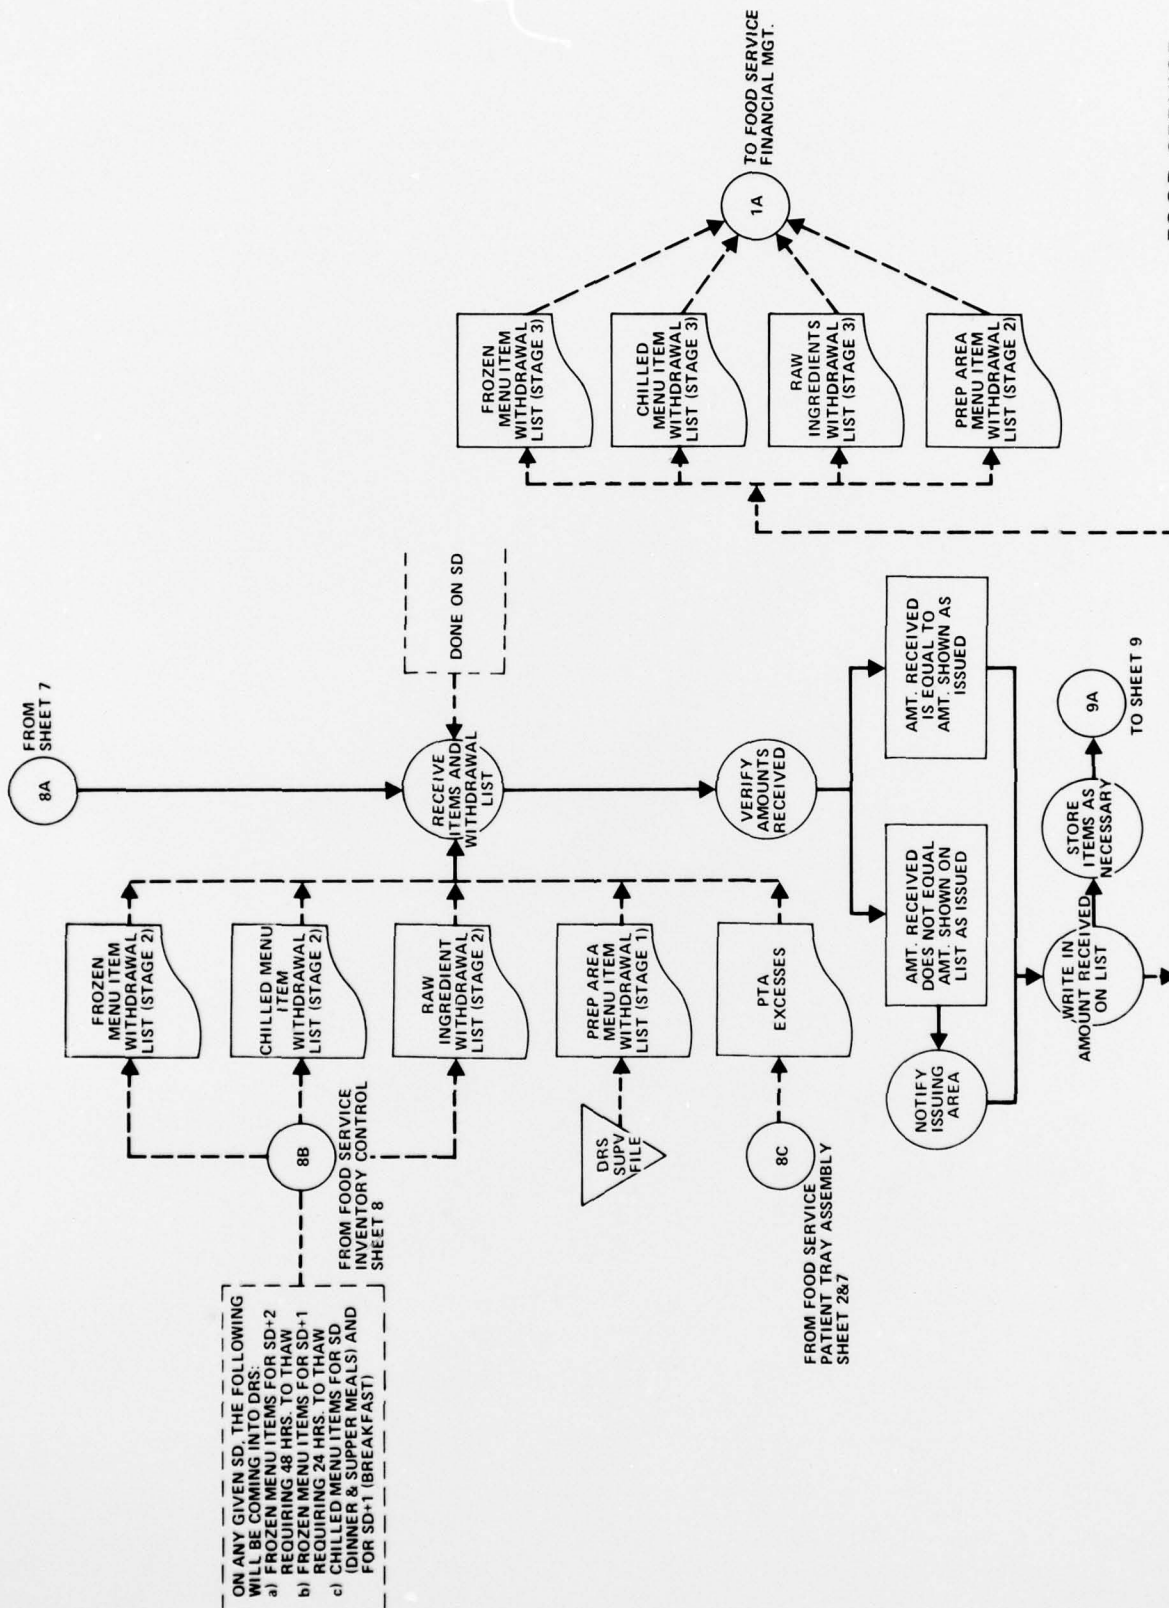 8A
FROM
SHEET 7
ON ANY GIVEN SD, THE FOLLOWING
WILL BE COMING INTO DRS:
a) FROZEN MENU ITEMS FOR SD+2
REQUIRING 48 HRS. TO THAW
b) FROZEN MENU ITEMS FOR SD+1
REQUIRING 24 HRS. TO THAW
c) CHILLED MENU ITEMS FOR SD
(DINNER & SUPPER MEALS) AND
FOR SD+1 (BREAKFAST)
8B
FROM FOOD SERVICE
INVENTORY CONTROL
SHEET 8
FROZEN
MENU ITEM
WITHDRAWAL
LIST (STAGE 2)
CHILLED MENU
ITEM
WITHDRAWAL
LIST (STAGE 2)
RAW
INGREDIENT
WITHDRAWAL
LIST (STAGE 2)
DRS
SUPV
FILE
PREP AREA
MENU ITEM
WITHDRAWAL
LIST (STAGE 1)
8C
FROM FOOD SERVICE
PATIENT TRAY ASSEMBLY
SHEET 2&7
PTA
EXCESSES
RECEIVE
ITEMS AND
WITHDRAWAL
LIST
DONE ON SD
VERIFY
AMOUNTS
RECEIVED
AMT. RECEIVED
DOES NOT EQUAL
AMT. SHOWN ON
LIST AS ISSUED
AMT. RECEIVED
IS EQUAL TO
AMT. SHOWN AS
ISSUED
NOTIFY
ISSUING
AREA
WRITE IN
AMOUNT RECEIVED
ON LIST
STORE
ITEMS AS
NECESSARY
9A
TO SHEET 9
FROZEN
MENU ITEM
WITHDRAWAL
LIST (STAGE 3)
CHILLED
MENU ITEM
WITHDRAWAL
LIST (STAGE 3)
RAW
INGREDIENTS
WITHDRAWAL
LIST (STAGE 3)
PREP AREA
MENU ITEM
WITHDRAWAL
LIST (STAGE 2)
1A
TO FOOD SERVICE
FINANCIAL MGT.